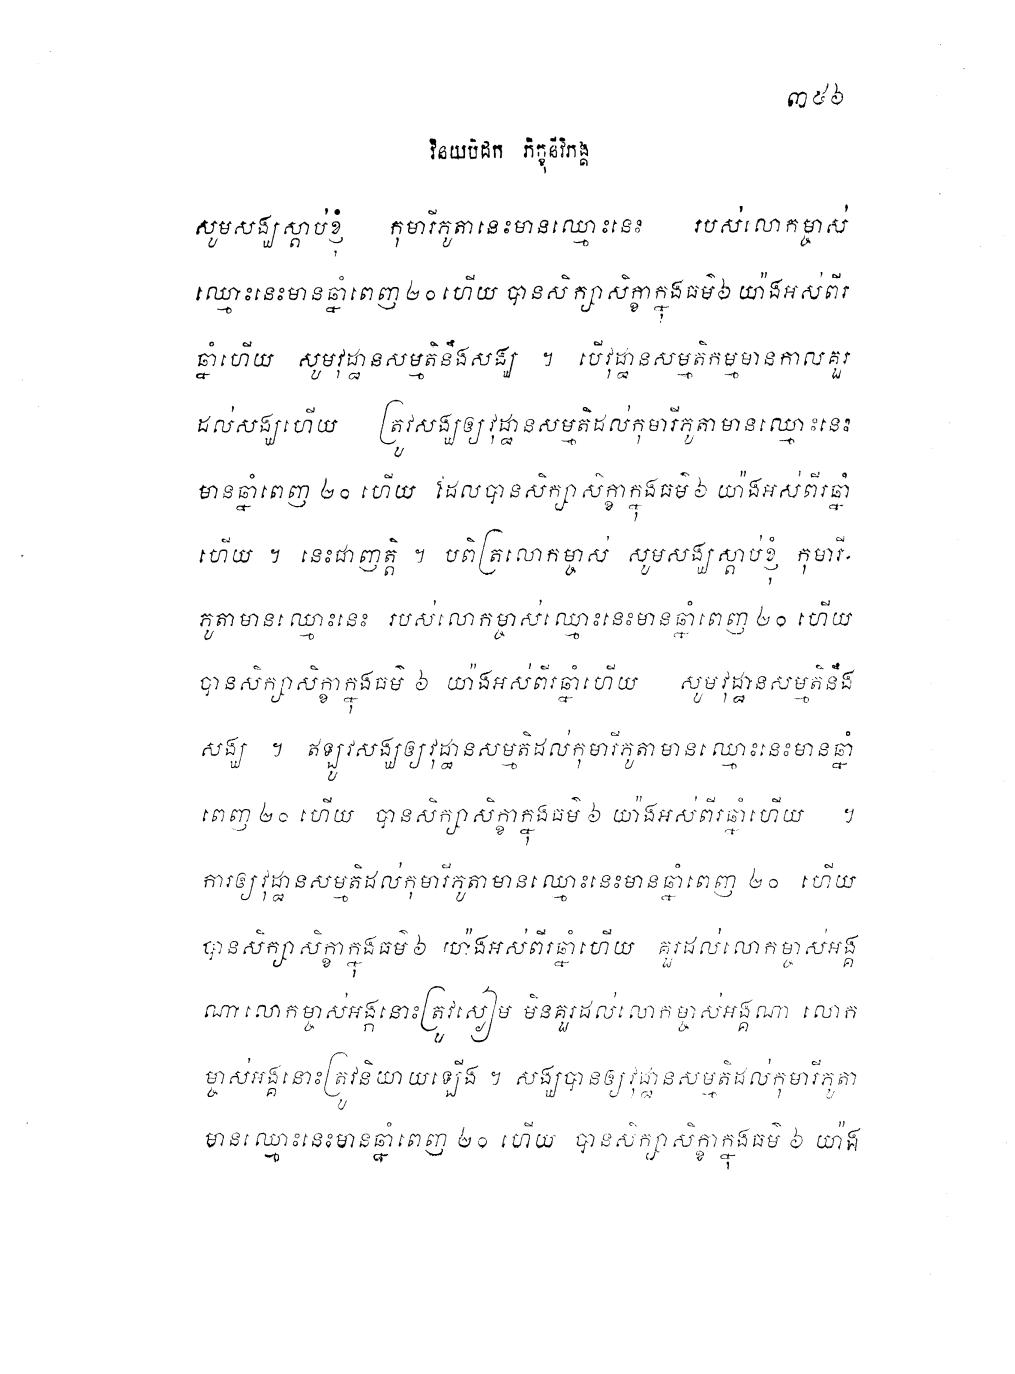 ៣៩៦
វិនយបិដក ភិក្ខុនីវិភង្គ
សូមសង្ឃស្តាប់ខ្ញុំ កុមារីភូតានេះមានឈ្មោះនេះ របស់លោកម្ចាស់
ឈ្មោះនេះមានឆ្នាំពេញ២០ហើយ បានសិក្សាសិក្ខាក្នុងធម៌៦ យ៉ាងអស់ពីរ
ឆ្នាំហើយ សូមវុដ្ឋានសម្មតិនឹងសង្ឃ ។ បើវុដ្ឋានសម្មតិកម្មមានកាលគួរ
ដល់សង្ឃហើយ ត្រូវសង្ឃឲ្យវុដ្ឋានសម្មតិដល់កុមារីភូតាមានឈ្មោះនេះ
មានឆ្នាំពេញ ២០ ហើយ ដែលបានសិក្សាសិក្ខាក្នុងធម៌ ៦ យ៉ាងអស់ពីរឆ្នាំ
ហើយ ។ នេះជាញត្តិ ។ បពិត្រលោកម្ចាស់ សូមសង្ឃស្តាប់ខ្ញុំ កុមារី-
ភូតាមានឈ្មោះនេះ របស់លោកម្ចាស់ឈ្មោះនេះមានឆ្នាំពេញ ២០ ហើយ
បានសិក្សាសិក្ខាក្នុងធម៌ ៦ យ៉ាងអស់ពីរឆ្នាំហើយ សូមវុដ្ឋានសម្មតិនឹង
សង្ឃ ។ ឥឡូវសង្ឃឲ្យវុដ្ឋានសម្មតិដល់កុមារីភូតាមានឈ្មោះនេះមានឆ្នាំ
ពេញ ២០ ហើយ បានសិក្សាសិក្ខាក្នុងធម៌ ៦ យ៉ាងអស់ពីរឆ្នាំហើយ ។
ការឲ្យវុដ្ឋានសម្មតិដល់កុមារីភូតាមានឈ្មោះនេះមានឆ្នាំពេញ ២០ ហើយ
បានសិក្សាសិក្ខាក្នុងធម៌ ៦ យ៉ាងអស់ពីរឆ្នាំហើយ គួរដល់លោកម្ចាស់អង្គ
ណាលោកម្ចាស់អង្គនោះត្រូវស្ងៀម មិនគួរដល់លោកម្ចាស់អង្គណា លោក
ម្ចាស់អង្គនោះត្រូវនិយាយឡើង ។ សង្ឃបានឲ្យវុដ្ឋានសម្មតិដល់កុមារីភូតា
មានឈ្មោះនេះមានឆ្នាំពេញ ២០ ហើយ បានសិក្សាសិក្ខាក្នុងធម៌ ៦ យ៉ាង